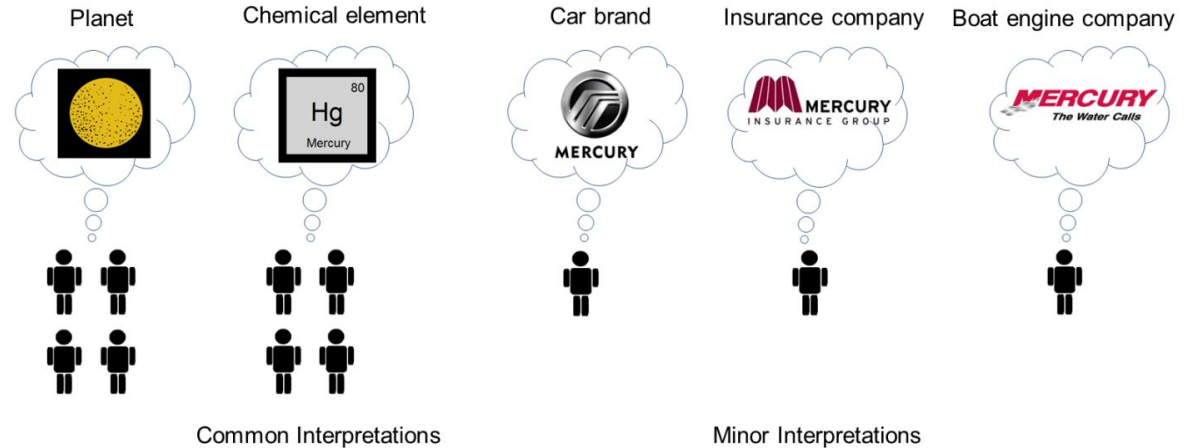 Planet
Chemical element
Car brand
Insurance company
Boat engine company
80
Hg
Mercury
MERCURY
MERCURY
INSURANCE GROUP
MERCURY
The Water Calls
Common Interpretations
Minor Interpretations